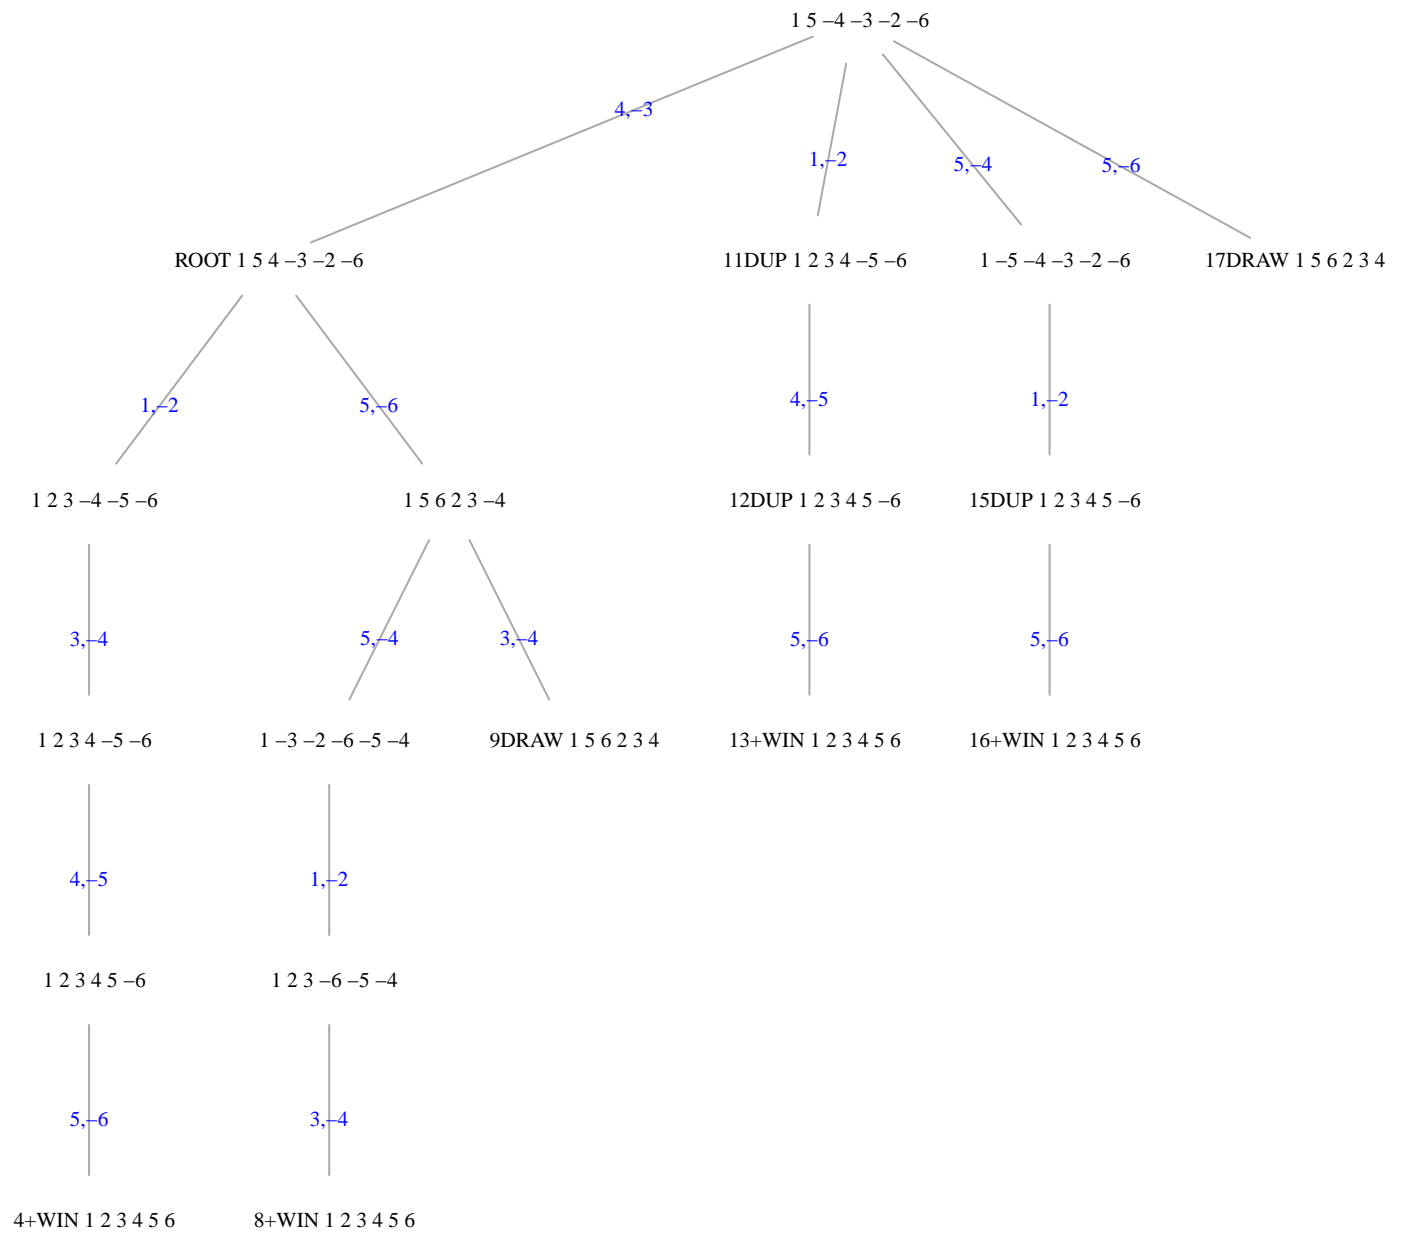 1 5 –4 –3 –2 –6
4,–3
1,–2
5,–4
5,–6
ROOT 1 5 4 –3 –2 –6
11DUP 1 2 3 4 –5 –6
1 –5 –4 –3 –2 –6
17DRAW 1 5 6 2 3 4
1,–2
5,–6
4,–5
1,–2
1 2 3 –4 –5 –6
1 5 6 2 3 –4
12DUP 1 2 3 4 5 –6
15DUP 1 2 3 4 5 –6
3,–4
5,–4
3,–4
5,–6
5,–6
1 2 3 4 –5 –6
1 –3 –2 –6 –5 –4
9DRAW 1 5 6 2 3 4
13+WIN 1 2 3 4 5 6
16+WIN 1 2 3 4 5 6
4,–5
1,–2
1 2 3 4 5 –6
1 2 3 –6 –5 –4
5,–6
3,–4
4+WIN 1 2 3 4 5 6
8+WIN 1 2 3 4 5 6